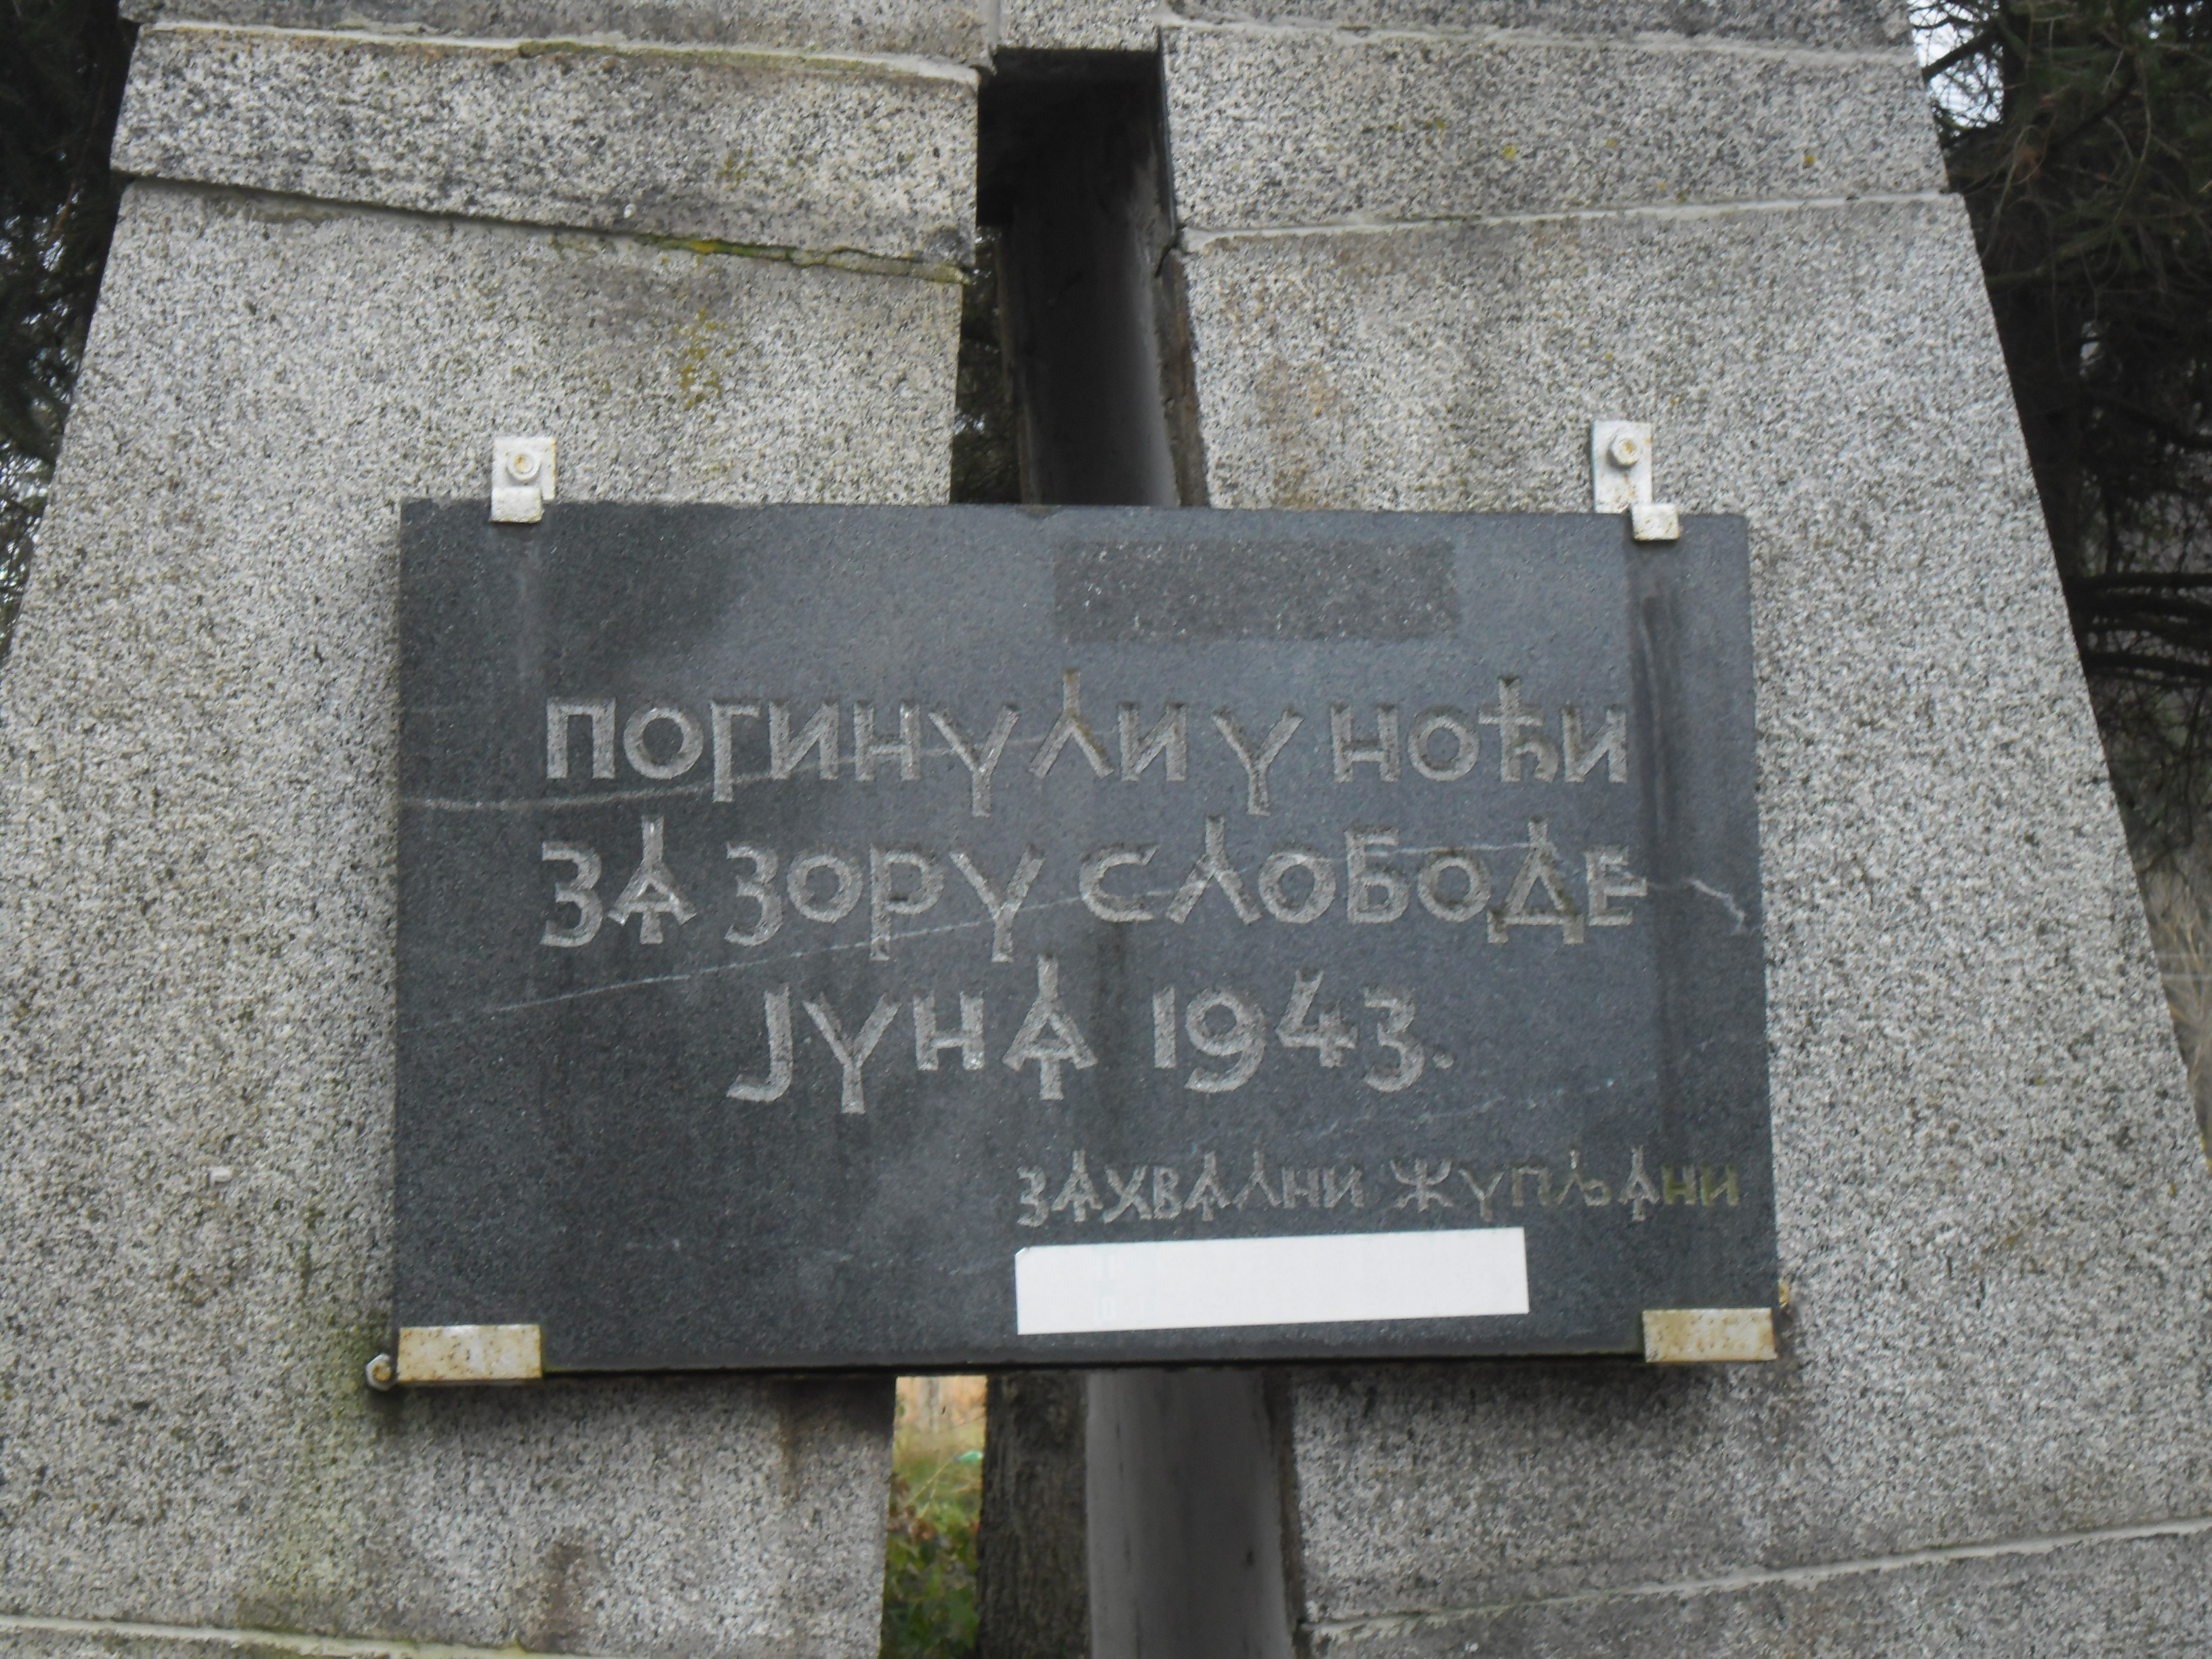 ПОГИНУЛИ У НОЋИ
ЗА ЗОРУ СЛОБОДЕ
ЈУНА 1943.
ЗАХВАЛНИ ЖУПЉАНИ